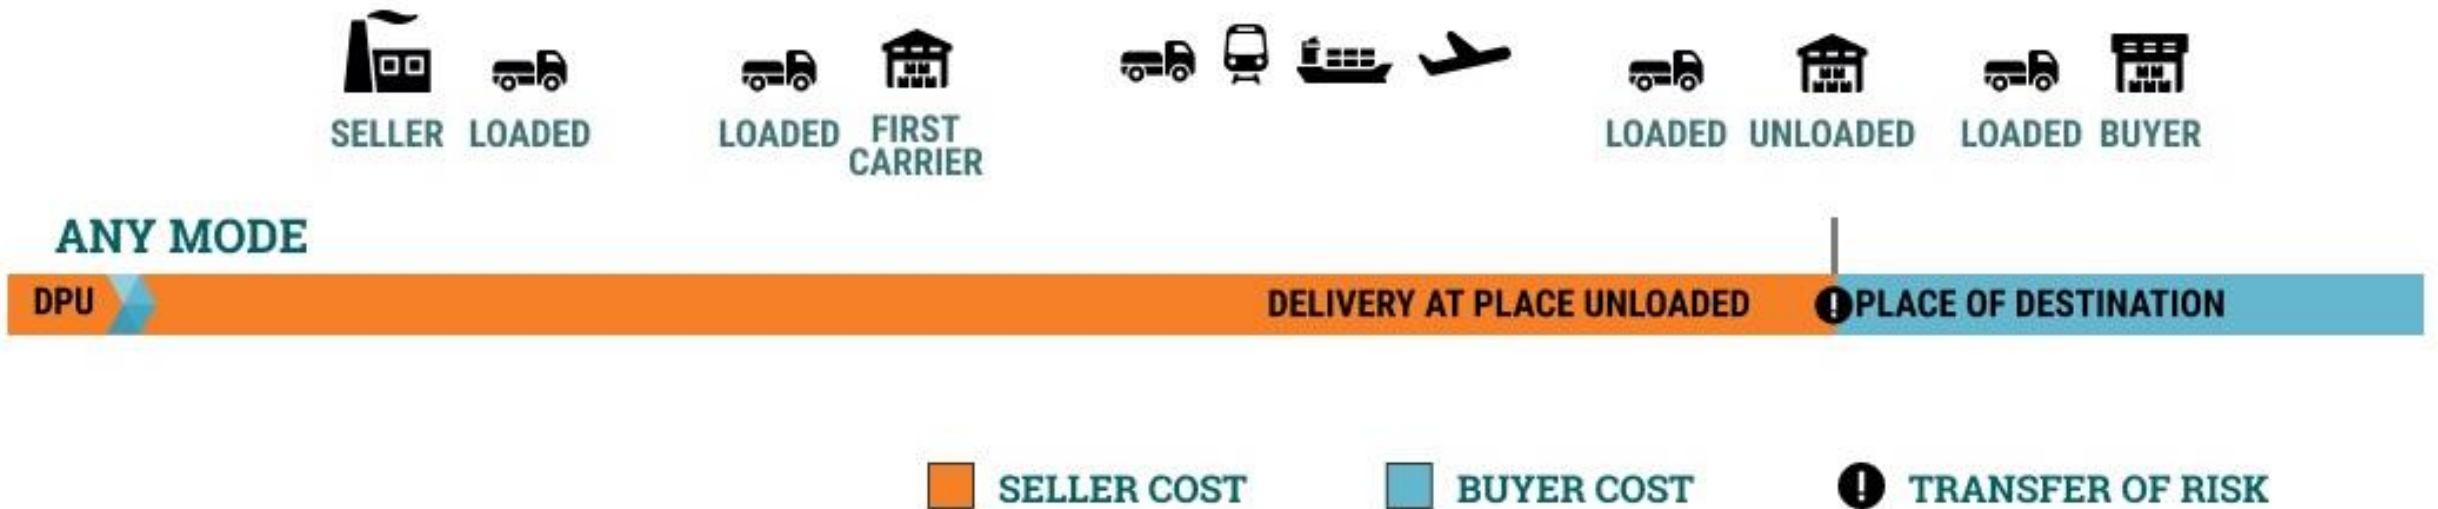 SELLER LOADED LOADED FIRST CARRIER LOADED UNLOADED LOADED BUYER
ANY MODE
DPU DELIVERY AT PLACE UNLOADED PLACE OF DESTINATION
SELLER COST BUYER COST TRANSFER OF RISK